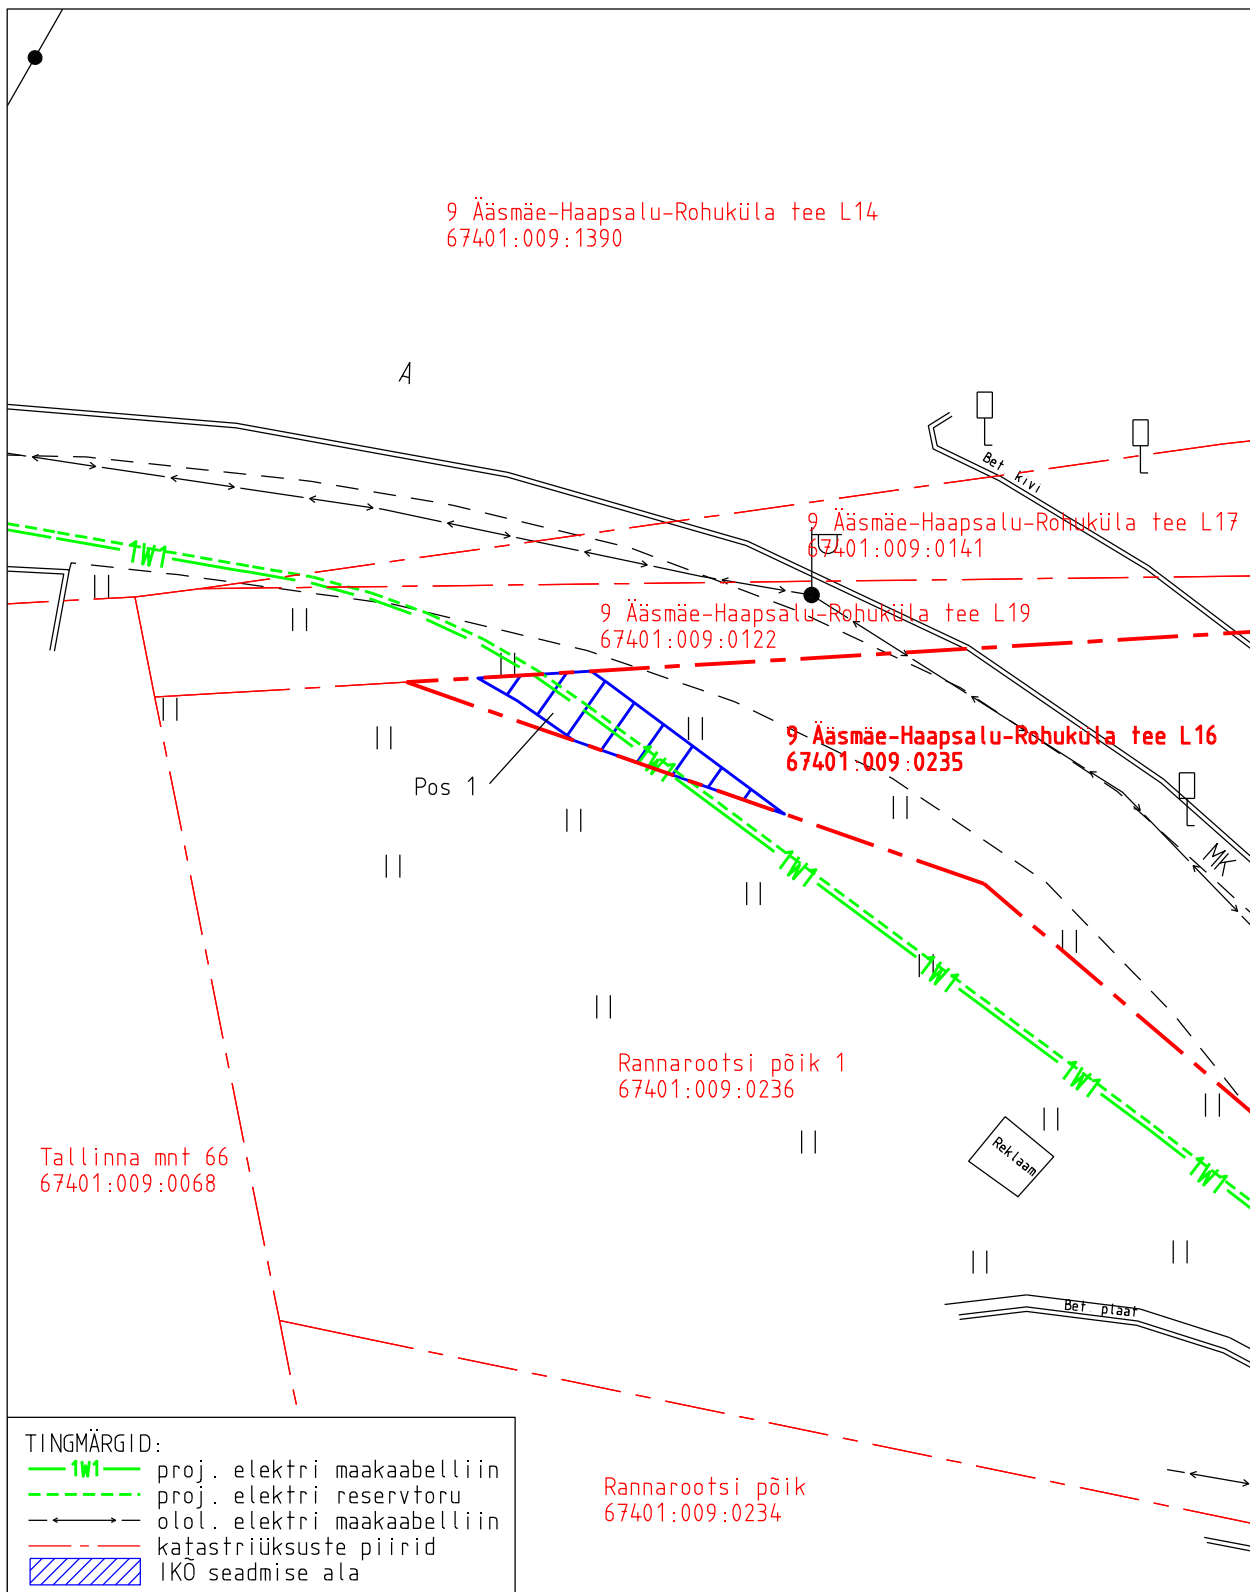 9 Ääsmäe-Haapsalu-Rohuküla tee L14
67401:009:1390
A
Bet kivi
9 Ääsmäe-Haapsalu-Rohuküla tee L17
67401:009:0141
1W1
9 Ääsmäe-Haapsalu-Rohuküla tee L19
67401:009:0122
9 Ääsmäe-Haapsalu-Rohuküla tee L16
67401:009:0235
1W1
Pos 1
MK
1W1
1W1
Rannarootsi põik 1
67401:009:0236
1W1
Reklaam
Tallinna mnt 66
67401:009:0068
1W1
Bet plaat
TINGMÄRGID:
1W1 proj. elektri maakaabelliin
proj. elektri reservtoru
olol. elektri maakaabelliin
katastriüksuste piirid
IKÕ seadmise ala
Rannarootsi põik
67401:009:0234